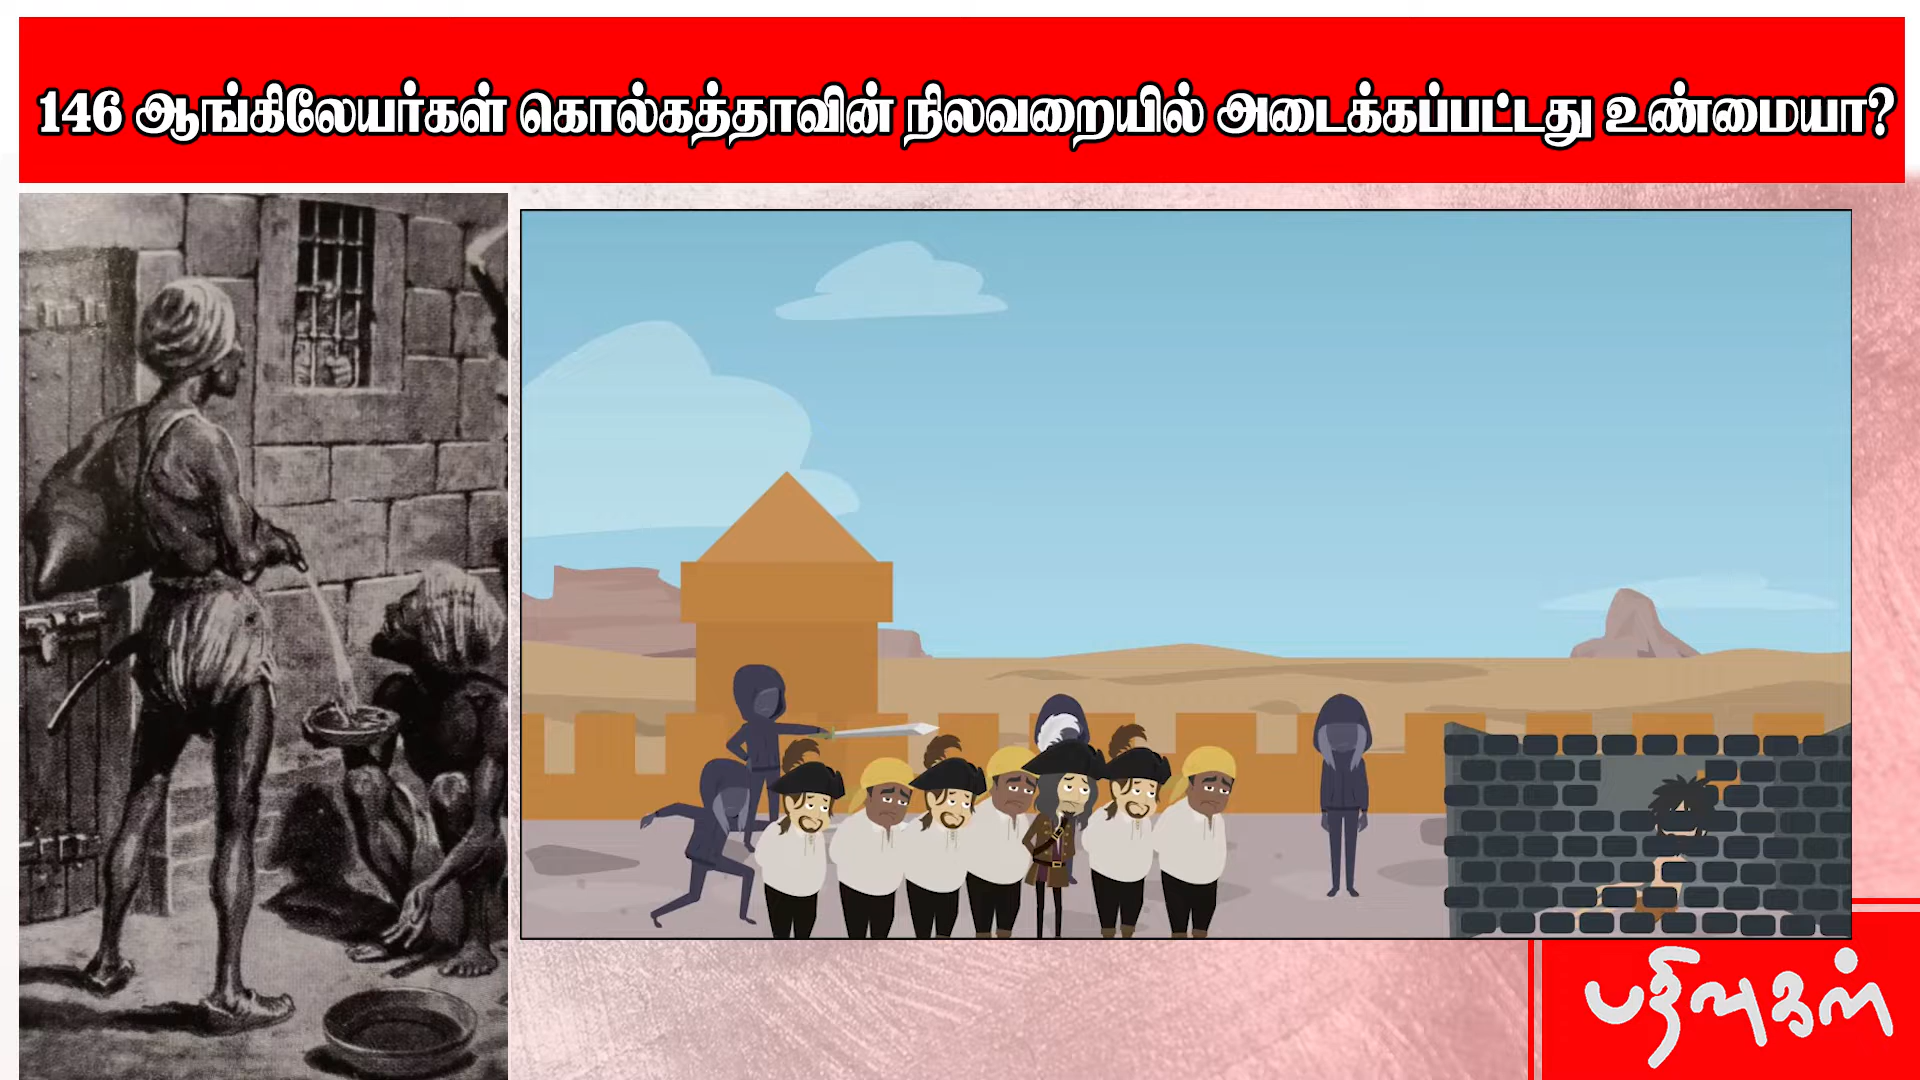 146 ஆங்கிலேயர்கள் கொல்கத்தாவின் நிலவறையில் அடைக்கப்பட்டது உண்மையா?
பதிவுகள்